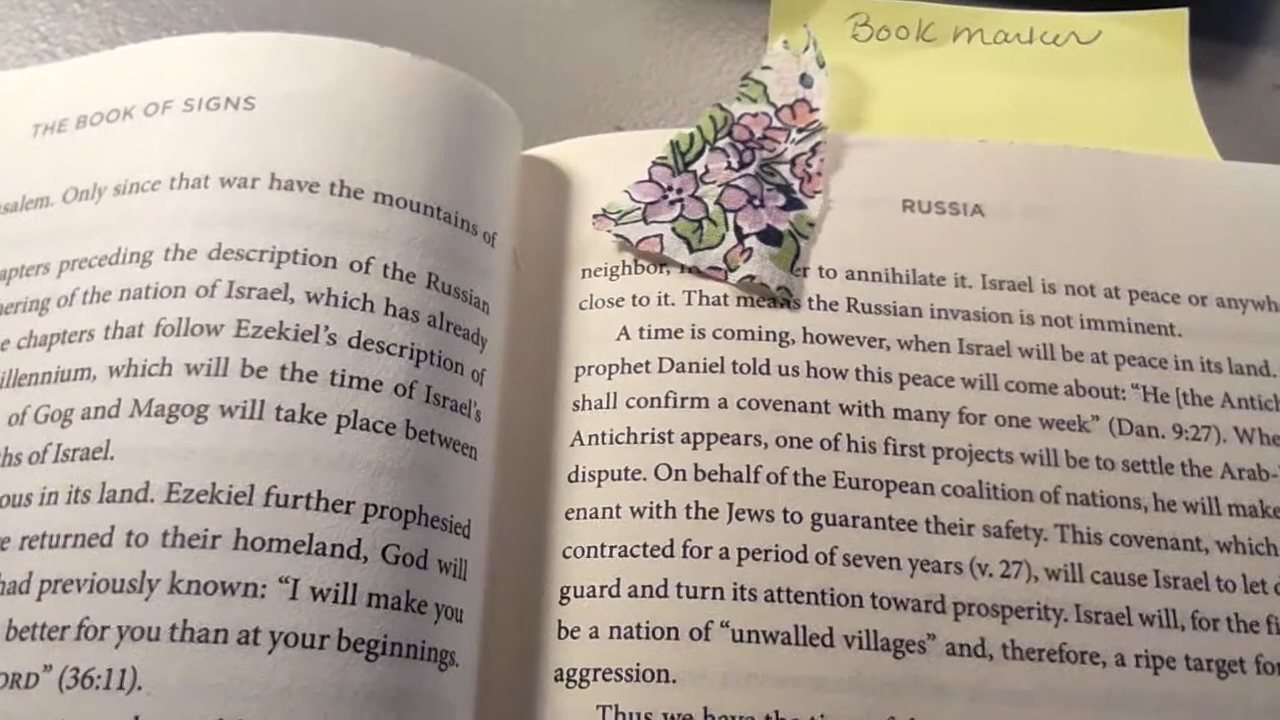 Book marker
THE BOOK OF SIGNS
salem. Only since that war have the mountains of
apters preceding the description of the Russian
hering of the nation of Israel, which has already
e chapters that follow Ezekiel's description of
illennium, which will be the time of Israel's
of Gog and Magog will take place between
hs of Israel.
ous in its land. Ezekiel further prophesied
e returned to their homeland, God will
had previously known: “I will make you
better for you than at your beginnings.
ORD” (36:11).
RUSSIA
neighbor, er to annihilate it. Israel is not at peace or anywh
close to it. That means the Russian invasion is not imminent.
A time is coming, however, when Israel will be at peace in its land.
prophet Daniel told us how this peace will come about: “He [the Antich
shall confirm a covenant with many for one week” (Dan. 9:27). Whe
Antichrist appears, one of his first projects will be to settle the Arab-
dispute. On behalf of the European coalition of nations, he will make
enant with the Jews to guarantee their safety. This covenant, which
contracted for a period of seven years (v. 27), will cause Israel to let
guard and turn its attention toward prosperity. Israel will, for the fi
be a nation of “unwalled villages” and, therefore, a ripe target for
aggression.
Thus we have the